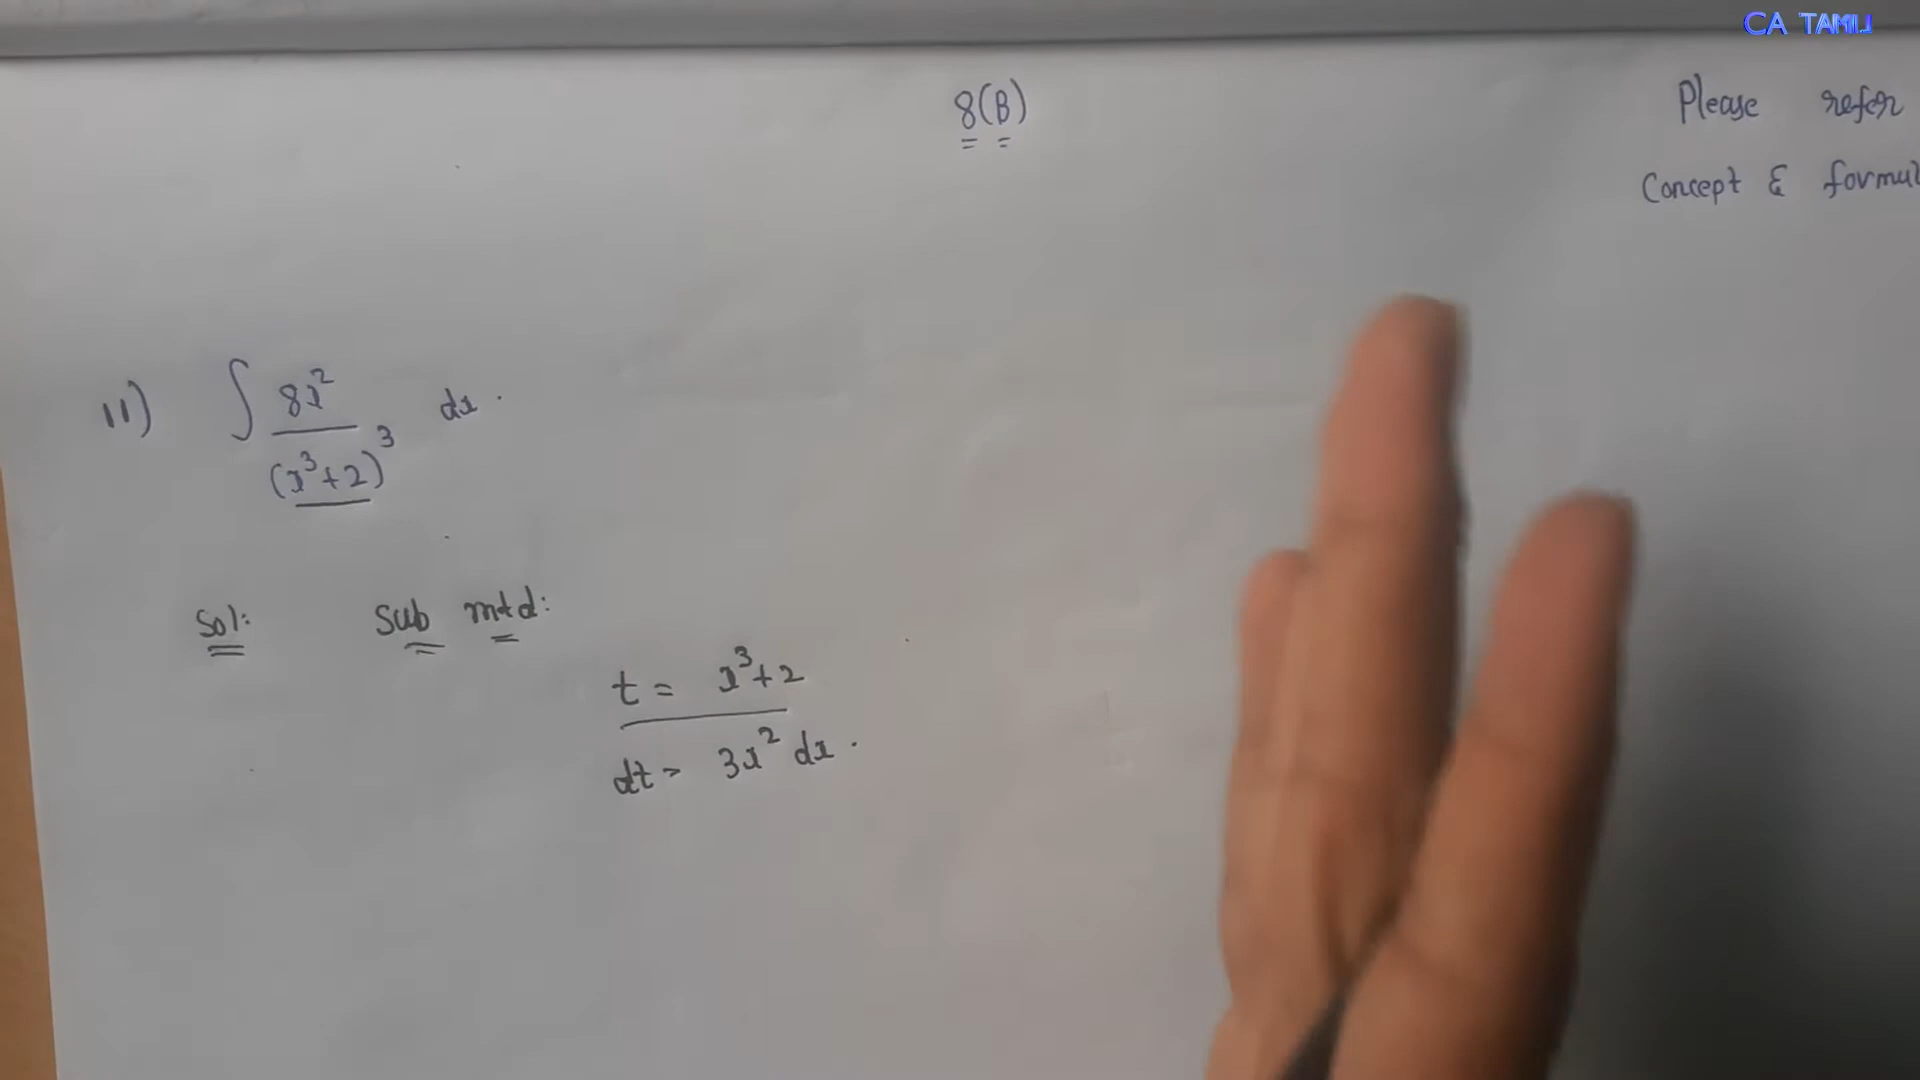 CA TAMIL
8(B)
Please refer
Concept & formul
11) ∫ 8x² / (x³+2)³ dx.
Sol: Sub mtd:
t = x³+2
dt = 3x² dx.